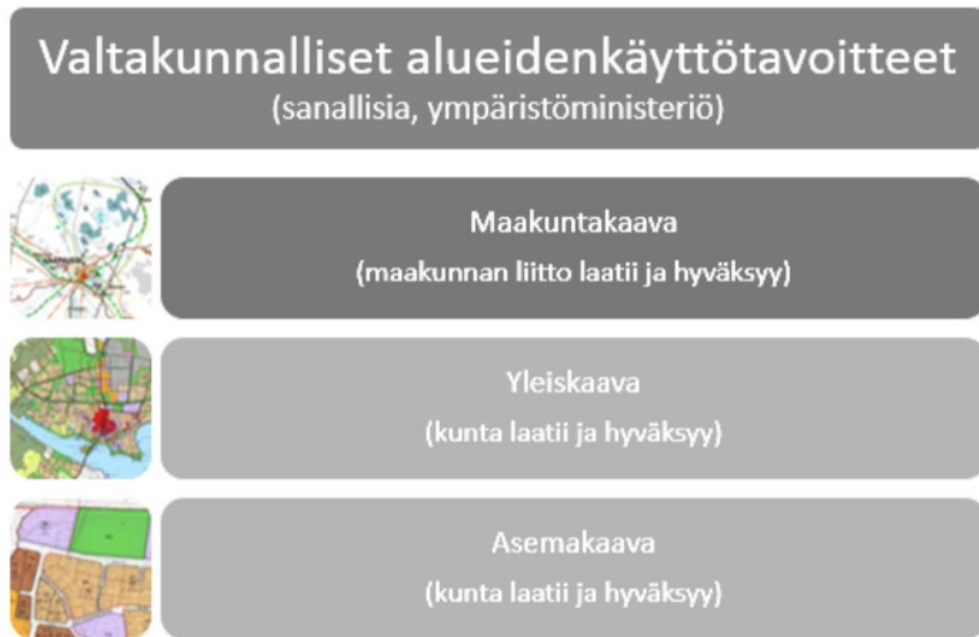 Valtakunnalliset alueidenkäyttötavoitteet
(sanallisia, ympäristöministeriö)
Maakuntakaava
(maakunnan liitto laatii ja hyväksyy)
Yleiskaava
(kunta laatii ja hyväksyy)
Asemakaava
(kunta laatii ja hyväksyy)